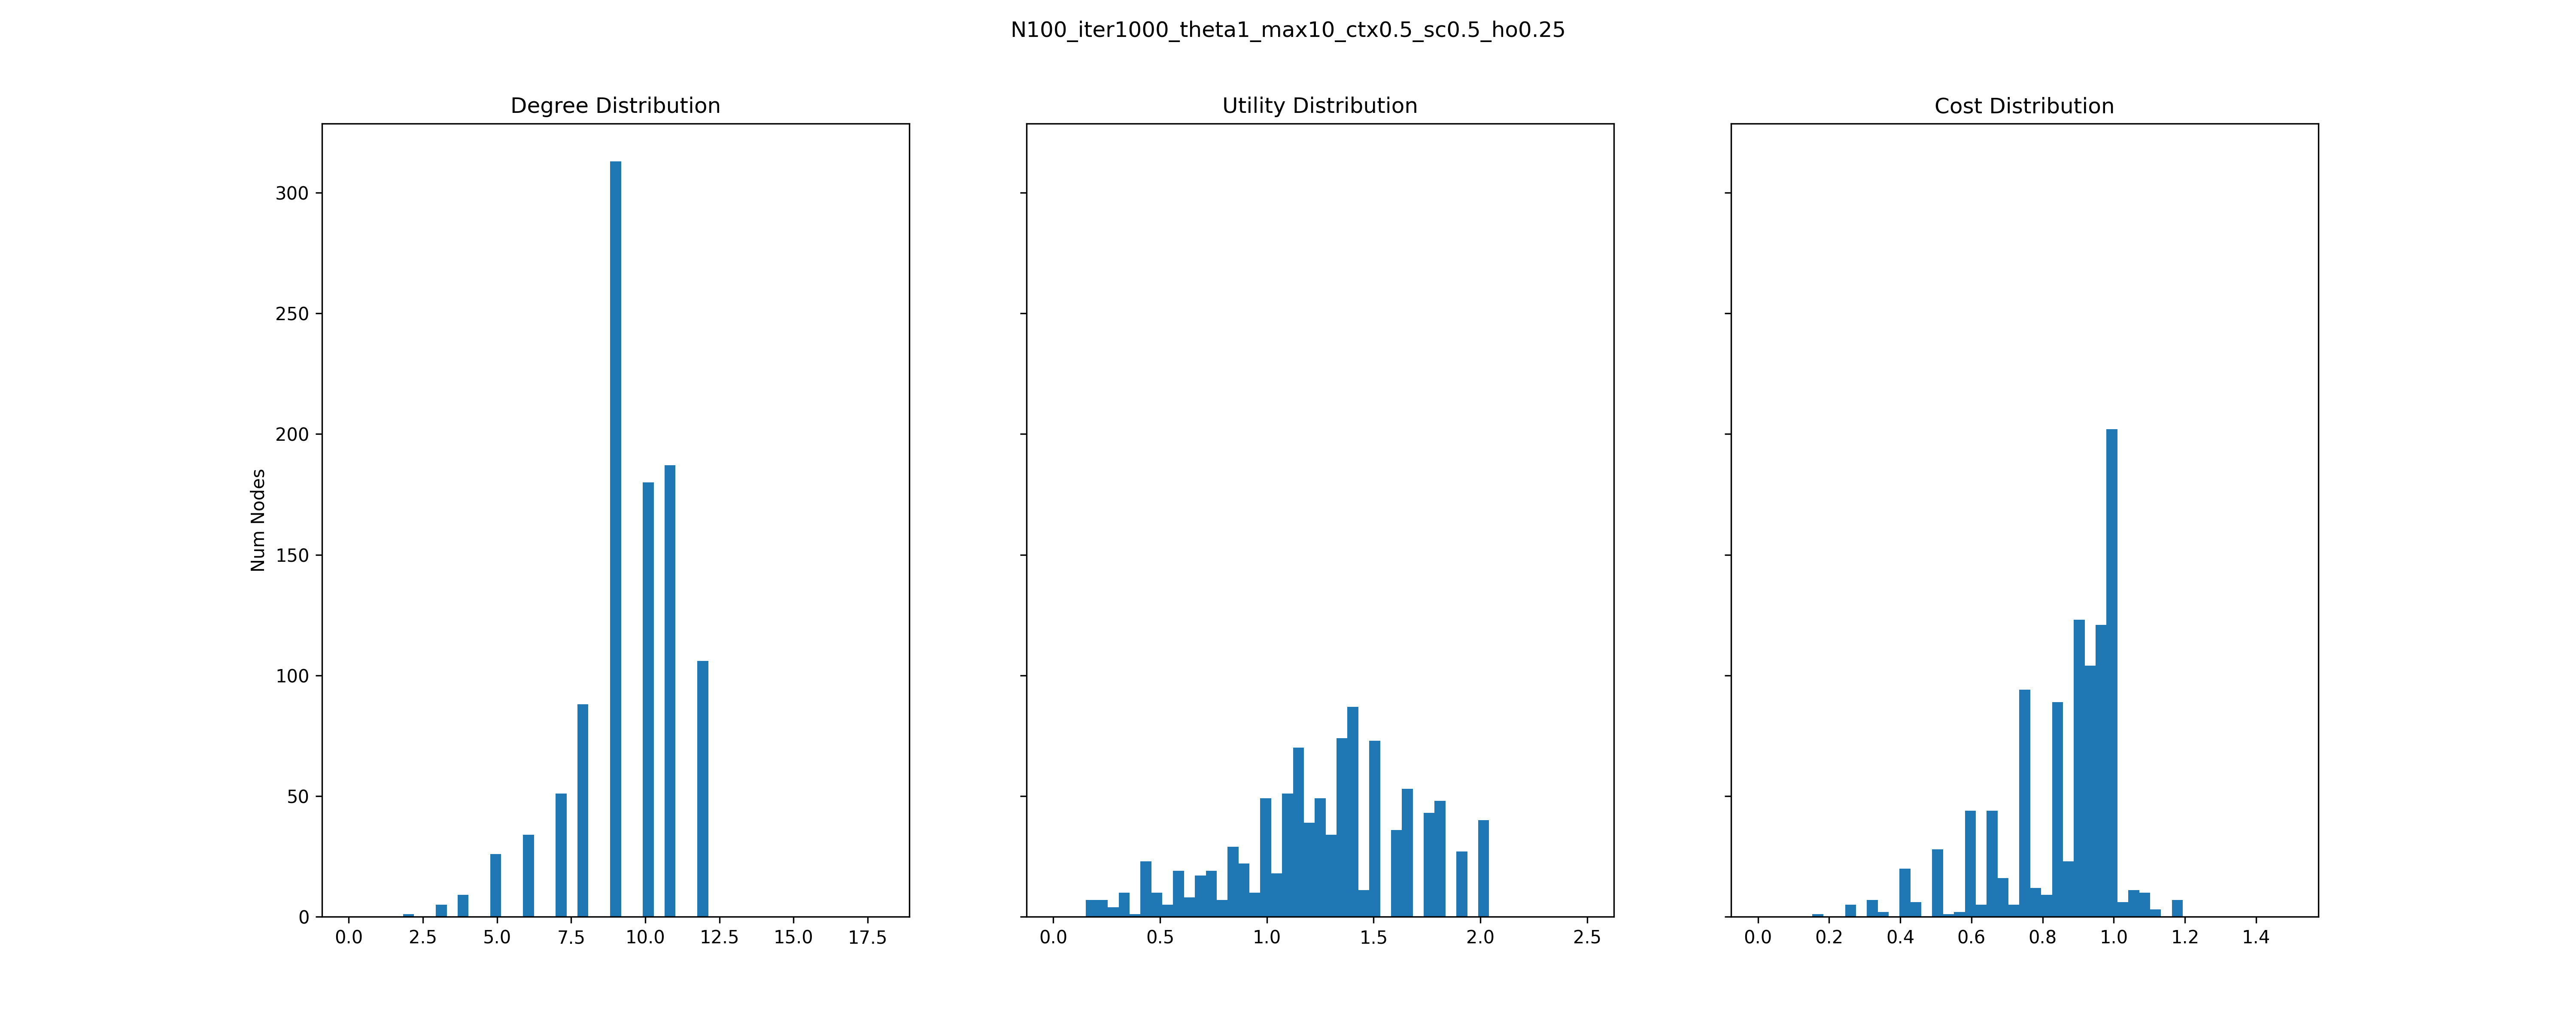 N100_iter1000_theta1_max10_ctx0.5_sc0.5_ho0.25
Degree Distribution
Utility Distribution
Cost Distribution
Num Nodes
300
250
200
150
100
50
0
0.0 2.5 5.0 7.5 10.0 12.5 15.0 17.5
0.0 0.5 1.0 1.5 2.0 2.5
0.0 0.2 0.4 0.6 0.8 1.0 1.2 1.4